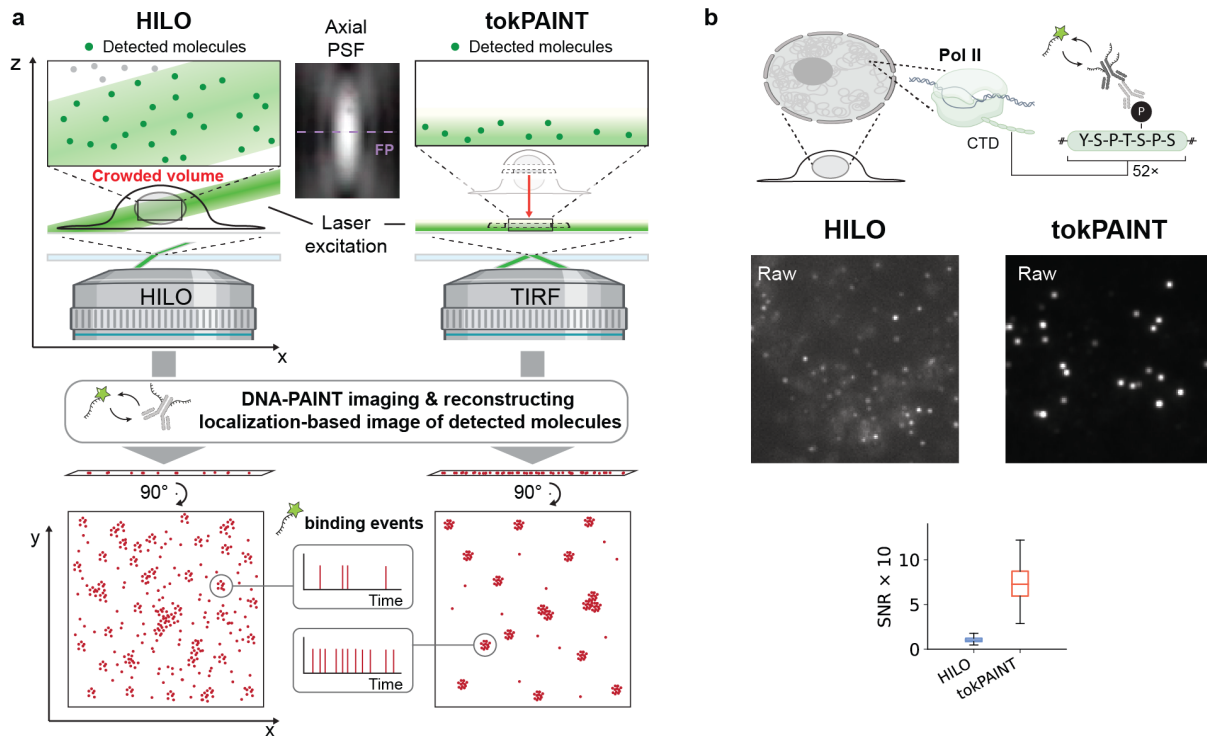 a
HILO
Detected molecules
Axial
PSF
tokPAINT
Detected molecules
z
FP
Crowded volume
Laser
excitation
HILO
TIRF
x
DNA-PAINT imaging & reconstructing
localization-based image of detected molecules
90°
90°
y
binding events
Time
Time
x
b
Pol II
CTD
P
Y-S-P-T-S-P-S
52×
HILO
tokPAINT
Raw
Raw
SNR × 10
10
5
0
HILO
tokPAINT